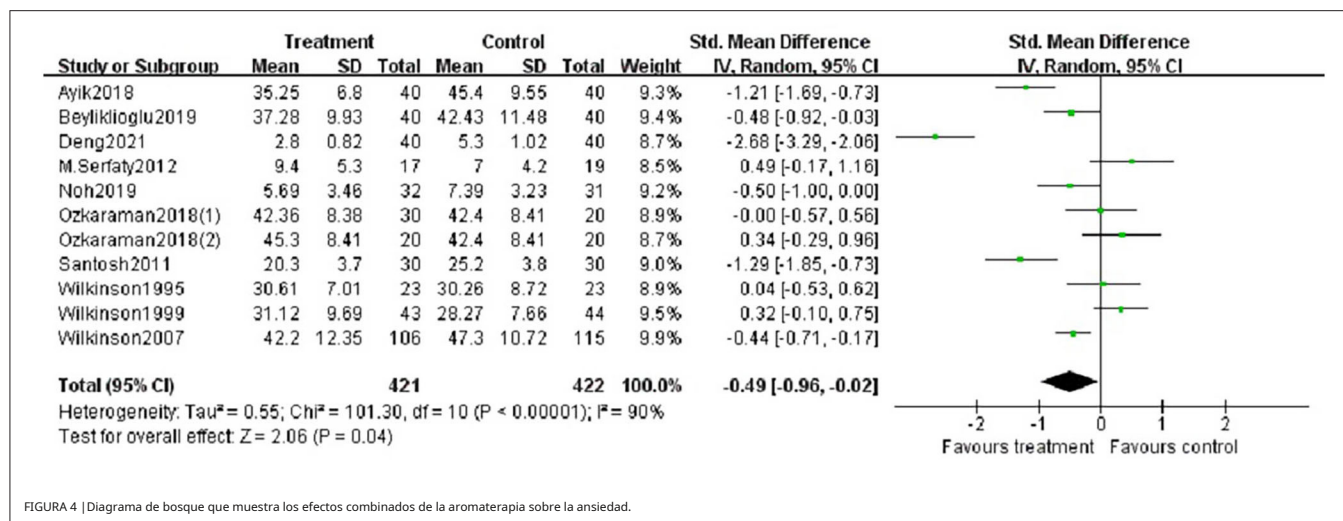 Treatment Control Std. Mean Difference Std. Mean Difference
Study or Subgroup Mean SD Total Mean SD Total Weight IV, Random, 95% CI IV, Random, 95% CI
Ayik2018 35.25 6.8 40 45.4 9.55 40 9.3% -1.21 [-1.69, -0.73]
Beyliklioglu2019 37.28 9.93 40 42.43 11.48 40 9.4% -0.48 [-0.92, -0.03]
Deng2021 2.8 0.82 40 5.3 1.02 40 8.7% -2.68 [-3.29, -2.06]
M.Serfaty2012 9.4 5.3 17 7 4.2 19 8.5% 0.49 [-0.17, 1.16]
Noh2019 5.69 3.46 32 7.39 3.23 31 9.2% -0.50 [-1.00, 0.00]
Ozkaraman2018(1) 42.36 8.38 30 42.4 8.41 20 8.9% -0.00 [-0.57, 0.56]
Ozkaraman2018(2) 45.3 8.41 20 42.4 8.41 20 8.7% 0.34 [-0.29, 0.96]
Santosh2011 20.3 3.7 30 25.2 3.8 30 9.0% -1.29 [-1.85, -0.73]
Wilkinson1995 30.61 7.01 23 30.26 8.72 23 8.9% 0.04 [-0.53, 0.62]
Wilkinson1999 31.12 9.69 43 28.27 7.66 44 9.5% 0.32 [-0.10, 0.75]
Wilkinson2007 42.2 12.35 106 47.3 10.72 115 9.9% -0.44 [-0.71, -0.17]
Total (95% CI) 421 422 100.0% -0.49 [-0.96, -0.02]
Heterogeneity: Tau² = 0.55; Chi² = 101.30, df = 10 (P < 0.00001); I² = 90%
Test for overall effect: Z = 2.06 (P = 0.04)
-2 -1 0 1 2
Favours treatment Favours control
FIGURA 4 |Diagrama de bosque que muestra los efectos combinados de la aromaterapia sobre la ansiedad.